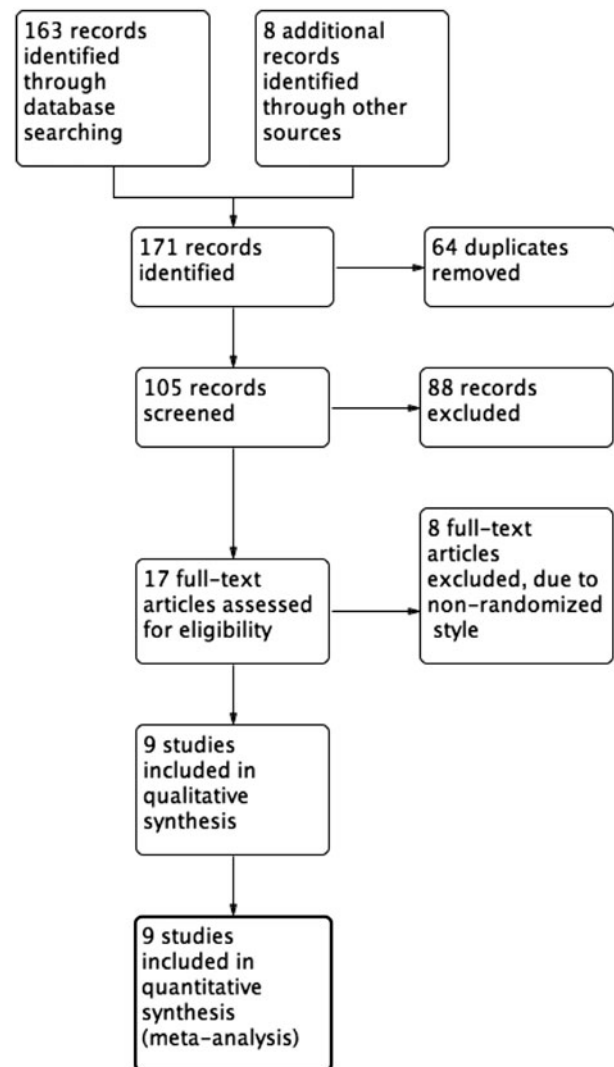 163 records
identified
through
database
searching
8 additional
records
identified
through other
sources
171 records
identified
64 duplicates
removed
105 records
screened
88 records
excluded
17 full-text
articles assessed
for eligibility
8 full-text
articles
excluded, due to
non-randomized
style
9 studies
included in
qualitative
synthesis
9 studies
included in
quantitative
synthesis
(meta-analysis)